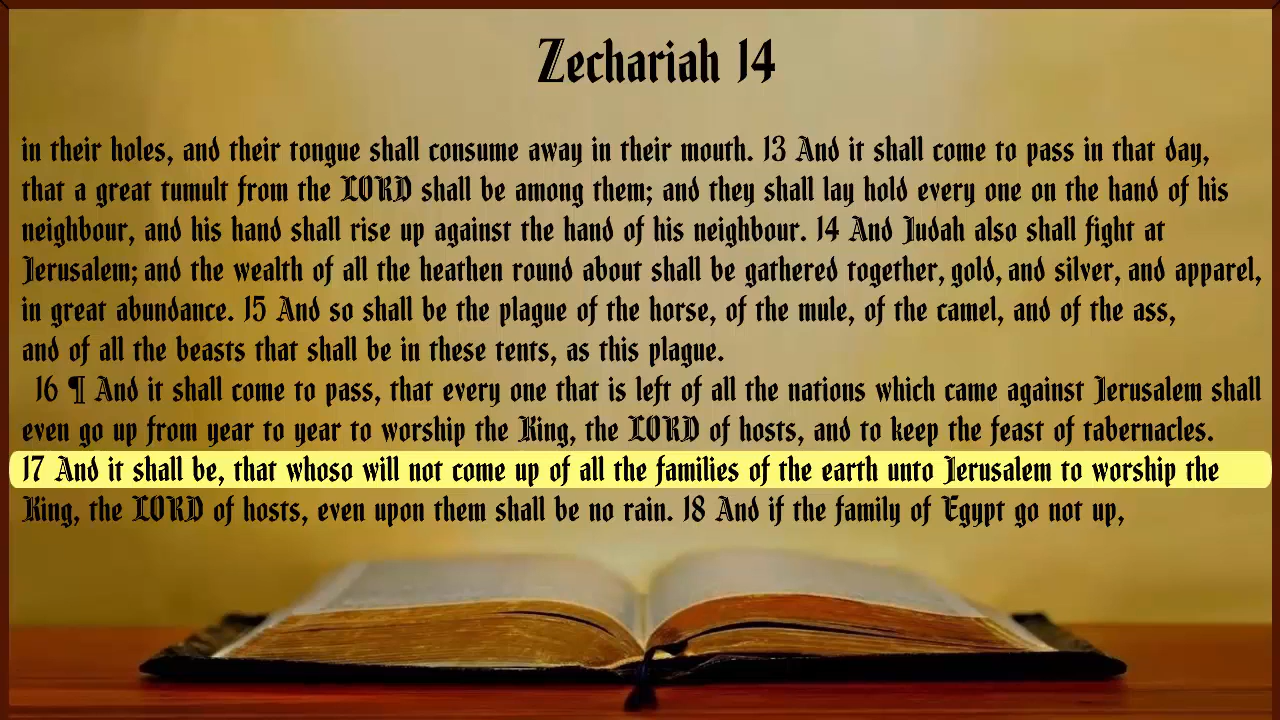 Zechariah 14
in their holes, and their tongue shall consume away in their mouth. 13 And it shall come to pass in that day,
that a great tumult from the LORD shall be among them; and they shall lay hold every one on the hand of his
neighbour, and his hand shall rise up against the hand of his neighbour. 14 And Judah also shall fight at
Jerusalem; and the wealth of all the heathen round about shall be gathered together, gold, and silver, and apparel,
in great abundance. 15 And so shall be the plague of the horse, of the mule, of the camel, and of the ass,
and of all the beasts that shall be in these tents, as this plague.
16 ¶ And it shall come to pass, that every one that is left of all the nations which came against Jerusalem shall
even go up from year to year to worship the King, the LORD of hosts, and to keep the feast of tabernacles.
17 And it shall be, that whoso will not come up of all the families of the earth unto Jerusalem to worship the
King, the LORD of hosts, even upon them shall be no rain. 18 And if the family of Egypt go not up,